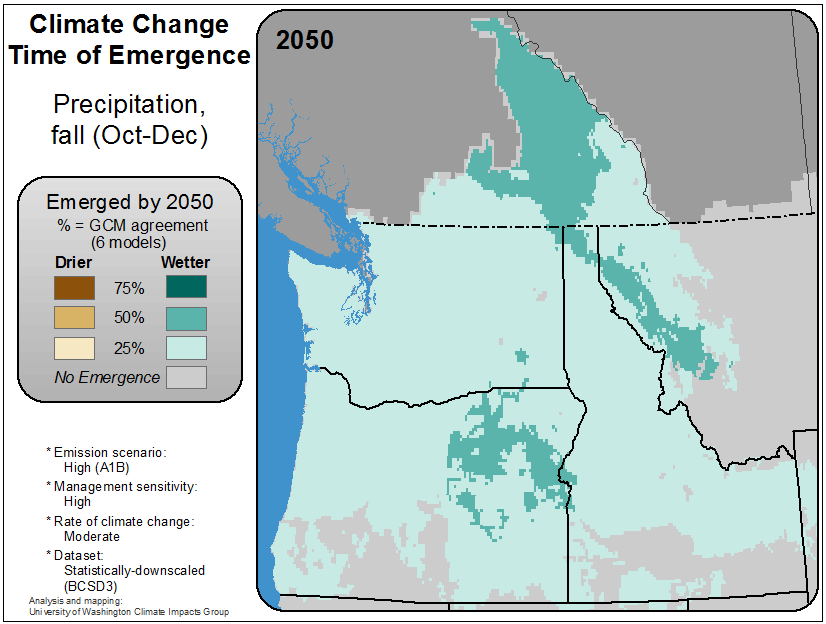 Climate Change
Time of Emergence
Precipitation,
fall (Oct-Dec)
2050
Emerged by 2050
% = GCM agreement
(6 models)
Drier Wetter
75%
50%
25%
No Emergence
* Emission scenario:
High (A1B)
* Management sensitivity:
High
* Rate of climate change:
Moderate
* Dataset:
Statistically-downscaled
(BCSD3)
Analysis and mapping:
University of Washington Climate Impacts Group